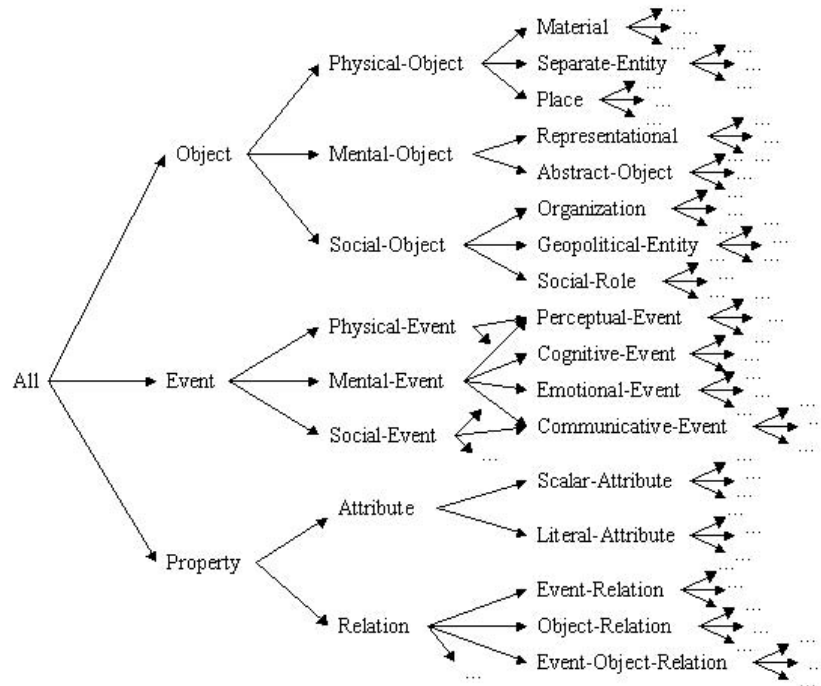 Material ...
Physical-Object Separate-Entity ...
Place ...
Object Mental-Object Representational ...
Abstract-Object ...
Organization ...
Social-Object Geopolitical-Entity ...
Social-Role ...
Physical-Event Perceptual-Event ...
Cognitive-Event ...
All Event Mental-Event Emotional-Event ...
Social-Event Communicative-Event ...
...
Attribute Scalar-Attribute ...
Literal-Attribute ...
Property
Event-Relation ...
Relation Object-Relation ...
Event-Object-Relation ...
...